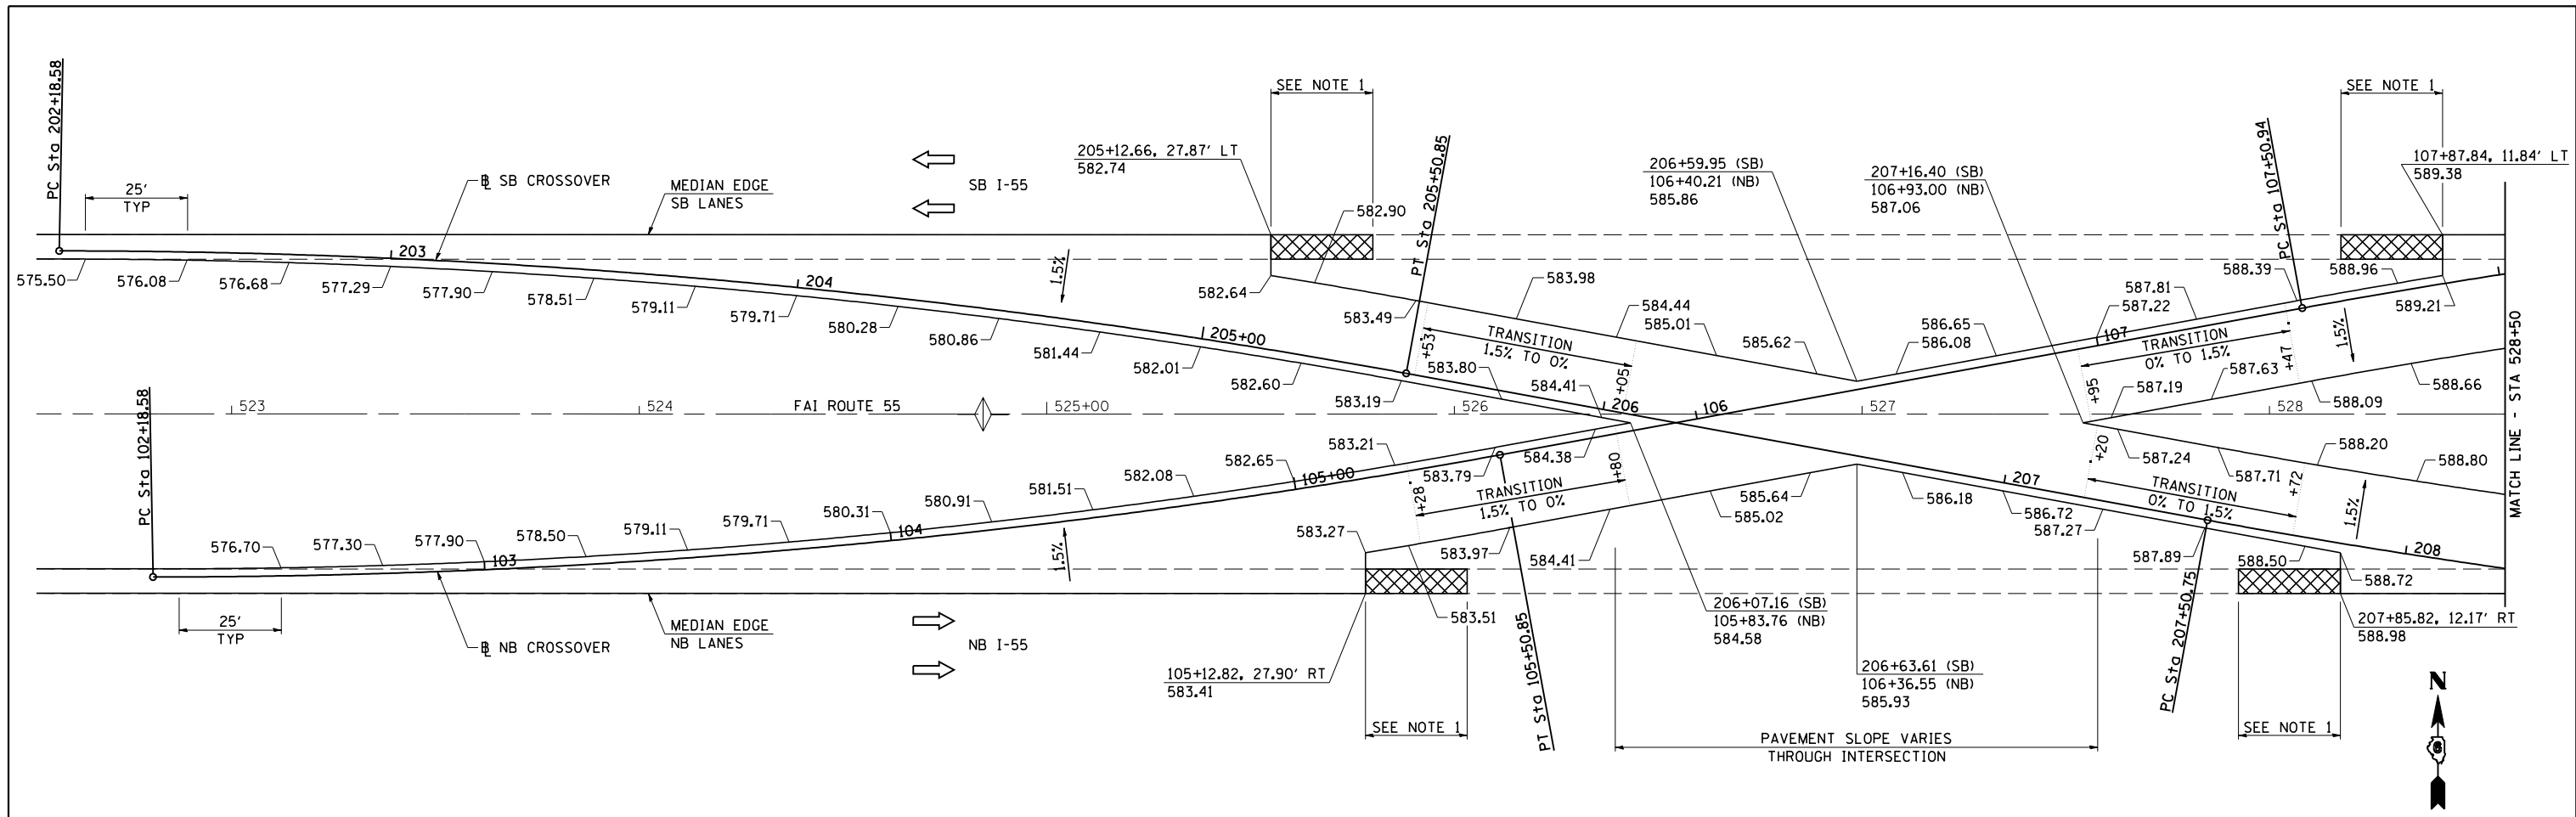 PC Sta 202+18.58
25'
TYP
℄ SB CROSSOVER
MEDIAN EDGE
SB LANES
SB I-55
SEE NOTE 1
205+12.66, 27.87' LT
582.74
582.90
PT Sta 205+50.85
206+59.95 (SB)
106+40.21 (NB)
585.86
207+16.40 (SB)
106+93.00 (NB)
587.06
PC Sta 107+50.94
SEE NOTE 1
107+87.84, 11.84' LT
589.38
203
204
205+00
206
1.5%
575.50
576.08
576.68
577.29
577.90
578.51
579.11
579.71
580.28
580.86
581.44
582.01
582.60
583.19
582.64
583.49
583.98
584.44
585.01
585.62
586.08
586.65
587.22
587.81
588.39
588.96
589.21
TRANSITION
1.5% TO 0%
+53
+05
583.80
584.41
107
TRANSITION
0% TO 1.5%
+95
+47
1.5%
587.19
587.63
588.09
588.66
MATCH LINE - STA 528+50
523
524
FAI ROUTE 55
525+00
526
106
527
528
PC Sta 102+18.58
576.70
577.30
577.90
578.50
579.11
579.71
580.31
580.91
581.51
582.08
582.65
583.21
583.79
584.38
103
104
105+00
1.5%
+28
+80
TRANSITION
1.5% TO 0%
583.27
583.51
583.97
584.41
585.02
585.64
586.18
586.72
587.27
587.89
588.50
588.72
207
208
+20
+72
TRANSITION
0% TO 1.5%
1.5%
587.24
587.71
588.20
588.80
25'
TYP
℄ NB CROSSOVER
MEDIAN EDGE
NB LANES
NB I-55
105+12.82, 27.90' RT
583.41
SEE NOTE 1
PT Sta 105+50.85
206+07.16 (SB)
105+83.76 (NB)
584.58
206+63.61 (SB)
106+36.55 (NB)
585.93
PAVEMENT SLOPE VARIES
THROUGH INTERSECTION
PC Sta 207+50.75
SEE NOTE 1
207+85.82, 12.17' RT
588.98
N